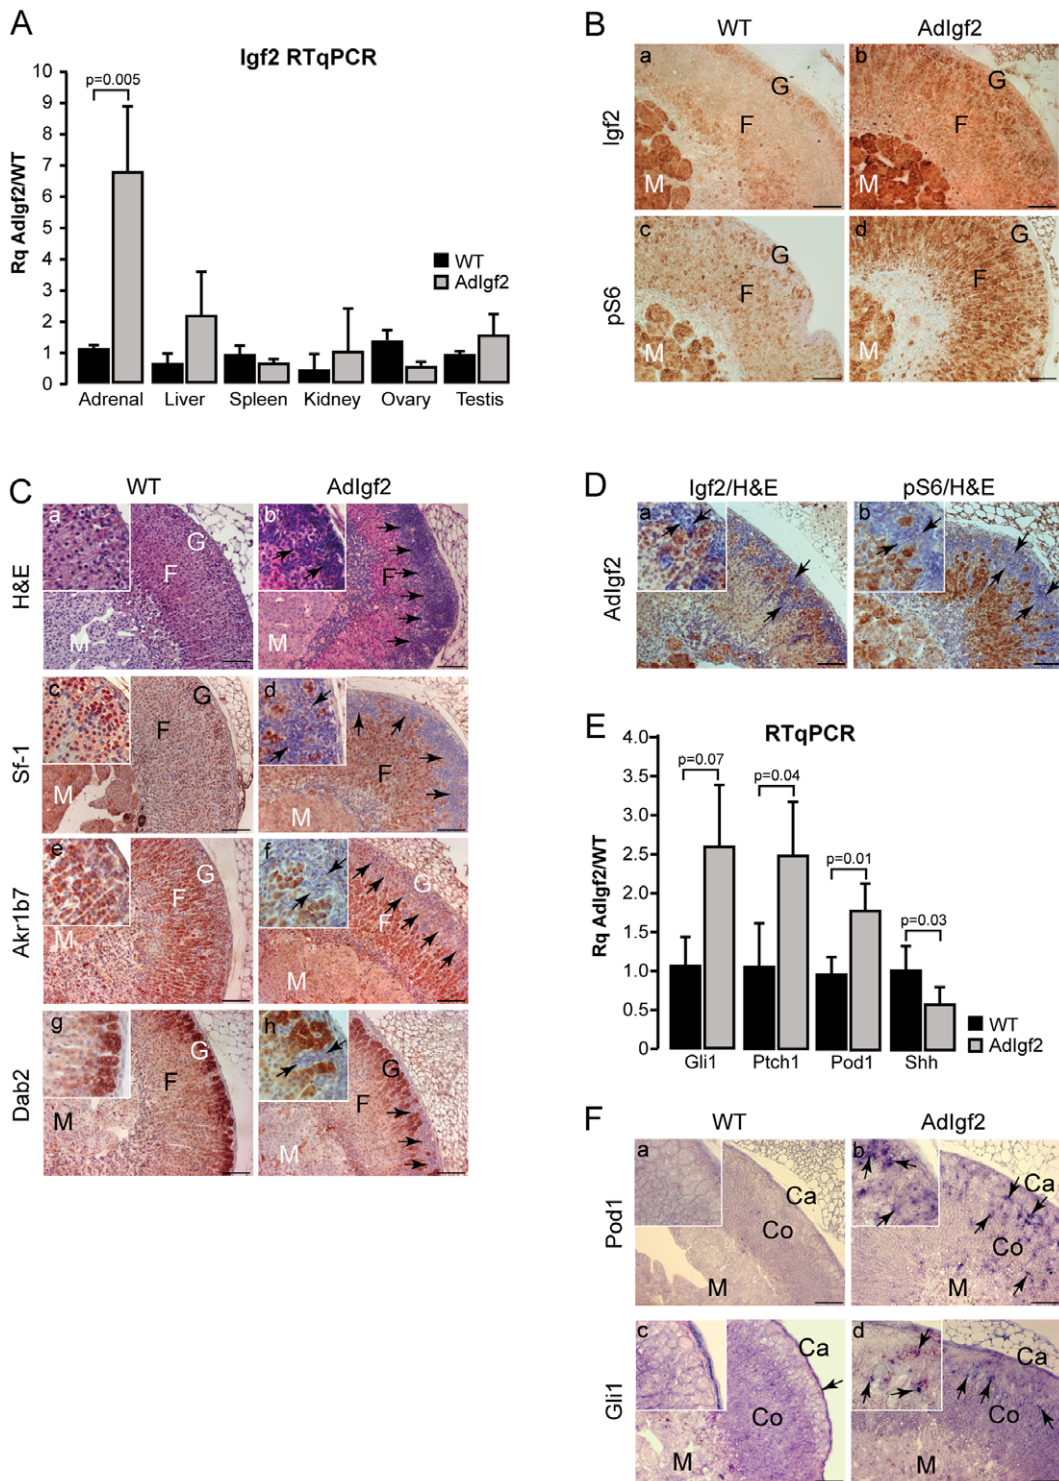 A
Igf2 RTqPCR
p=0.005
10
9
8
7
6
5
4
3
2
1
0
Rq AdIgf2/WT
WT
AdIgf2
Adrenal Liver Spleen Kidney Ovary Testis
B
WT AdIgf2
Igf2
a G F M
b G F M
pS6
c G F M
d G F M
C
WT AdIgf2
H&E
a G F M
b F M
Sf-1
c G F M
d F M
Akr1b7
e G F M
f G F M
Dab2
g G F M
h G F M
D
Igf2/H&E pS6/H&E
AdIgf2
a b
E
RTqPCR
4.0
3.5
3.0
2.5
2.0
1.5
1.0
0.5
0
Rq AdIgf2/WT
p=0.07
p=0.04
p=0.01
p=0.03
WT
AdIgf2
Gli1 Ptch1 Pod1 Shh
F
WT AdIgf2
Pod1
a Ca Co M
b Ca Co M
Gli1
c Ca Co M
d Ca Co M